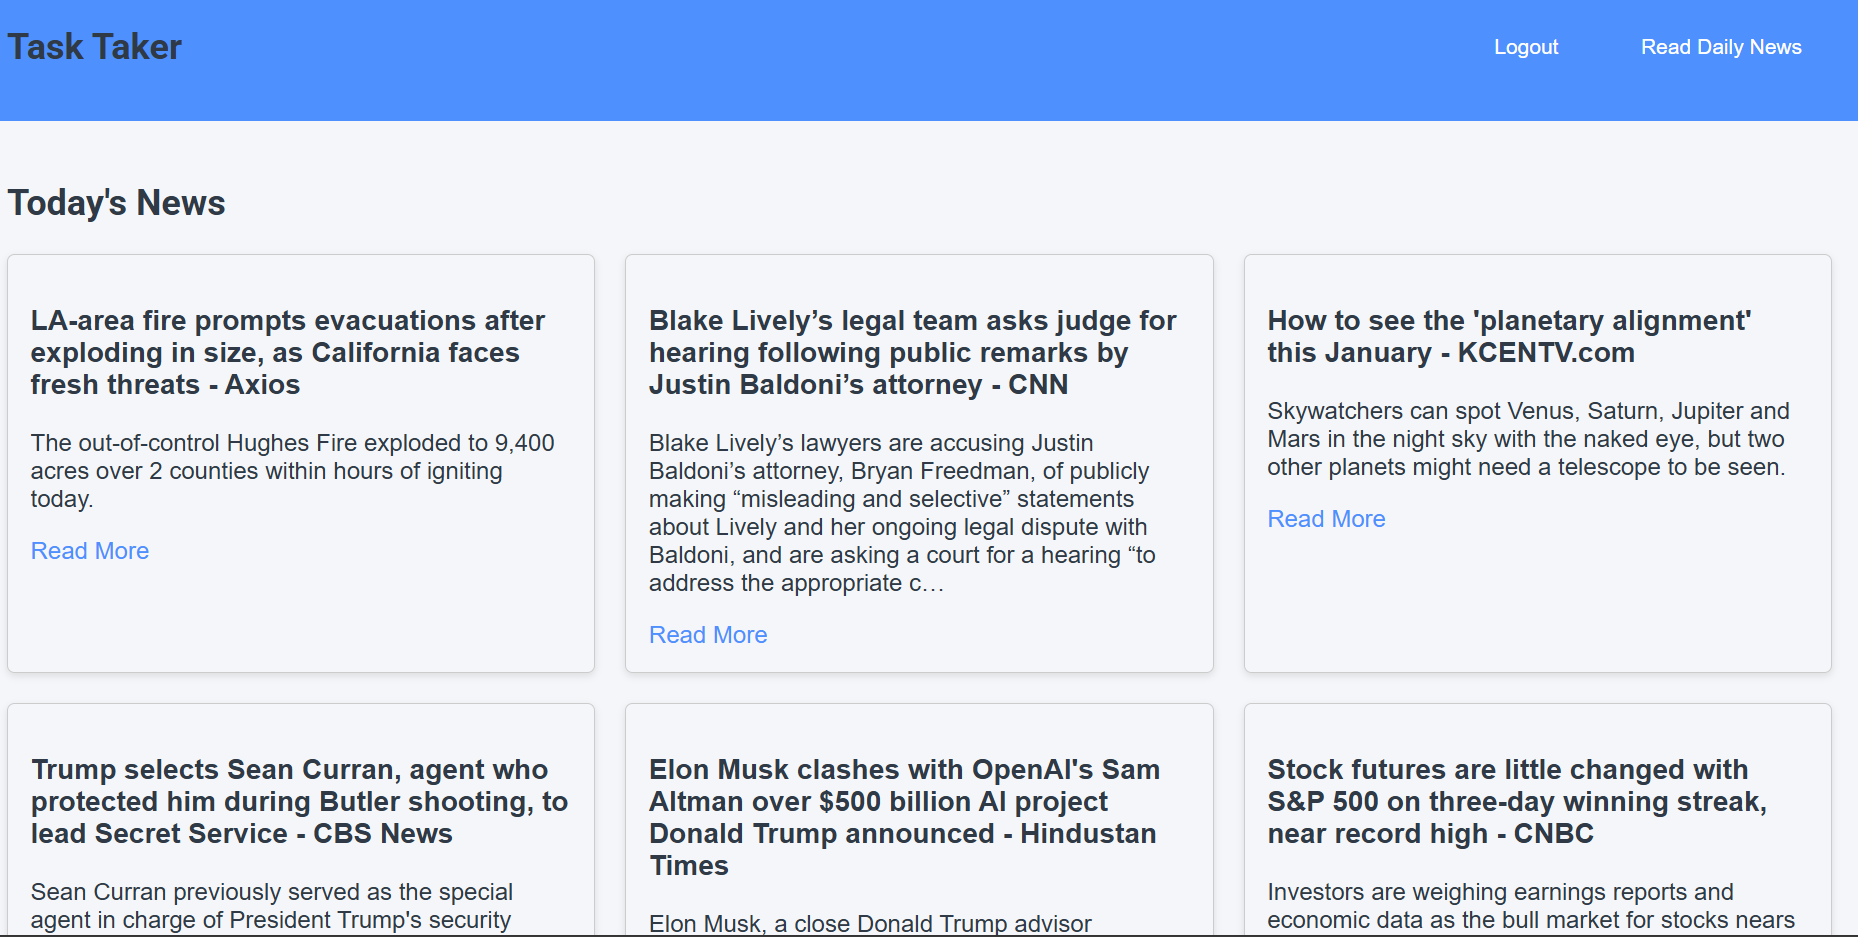 Task Taker
Logout
Read Daily News
Today's News
LA-area fire prompts evacuations after
exploding in size, as California faces
fresh threats - Axios
The out-of-control Hughes Fire exploded to 9,400
acres over 2 counties within hours of igniting
today.
Read More
Blake Lively’s legal team asks judge for
hearing following public remarks by
Justin Baldoni’s attorney - CNN
Blake Lively’s lawyers are accusing Justin
Baldoni’s attorney, Bryan Freedman, of publicly
making “misleading and selective” statements
about Lively and her ongoing legal dispute with
Baldoni, and are asking a court for a hearing “to
address the appropriate c…
Read More
How to see the 'planetary alignment'
this January - KCENTV.com
Skywatchers can spot Venus, Saturn, Jupiter and
Mars in the night sky with the naked eye, but two
other planets might need a telescope to be seen.
Read More
Trump selects Sean Curran, agent who
protected him during Butler shooting, to
lead Secret Service - CBS News
Sean Curran previously served as the special
agent in charge of President Trump's security
Elon Musk clashes with OpenAI's Sam
Altman over $500 billion AI project
Donald Trump announced - Hindustan
Times
Elon Musk, a close Donald Trump advisor
Stock futures are little changed with
S&P 500 on three-day winning streak,
near record high - CNBC
Investors are weighing earnings reports and
economic data as the bull market for stocks nears